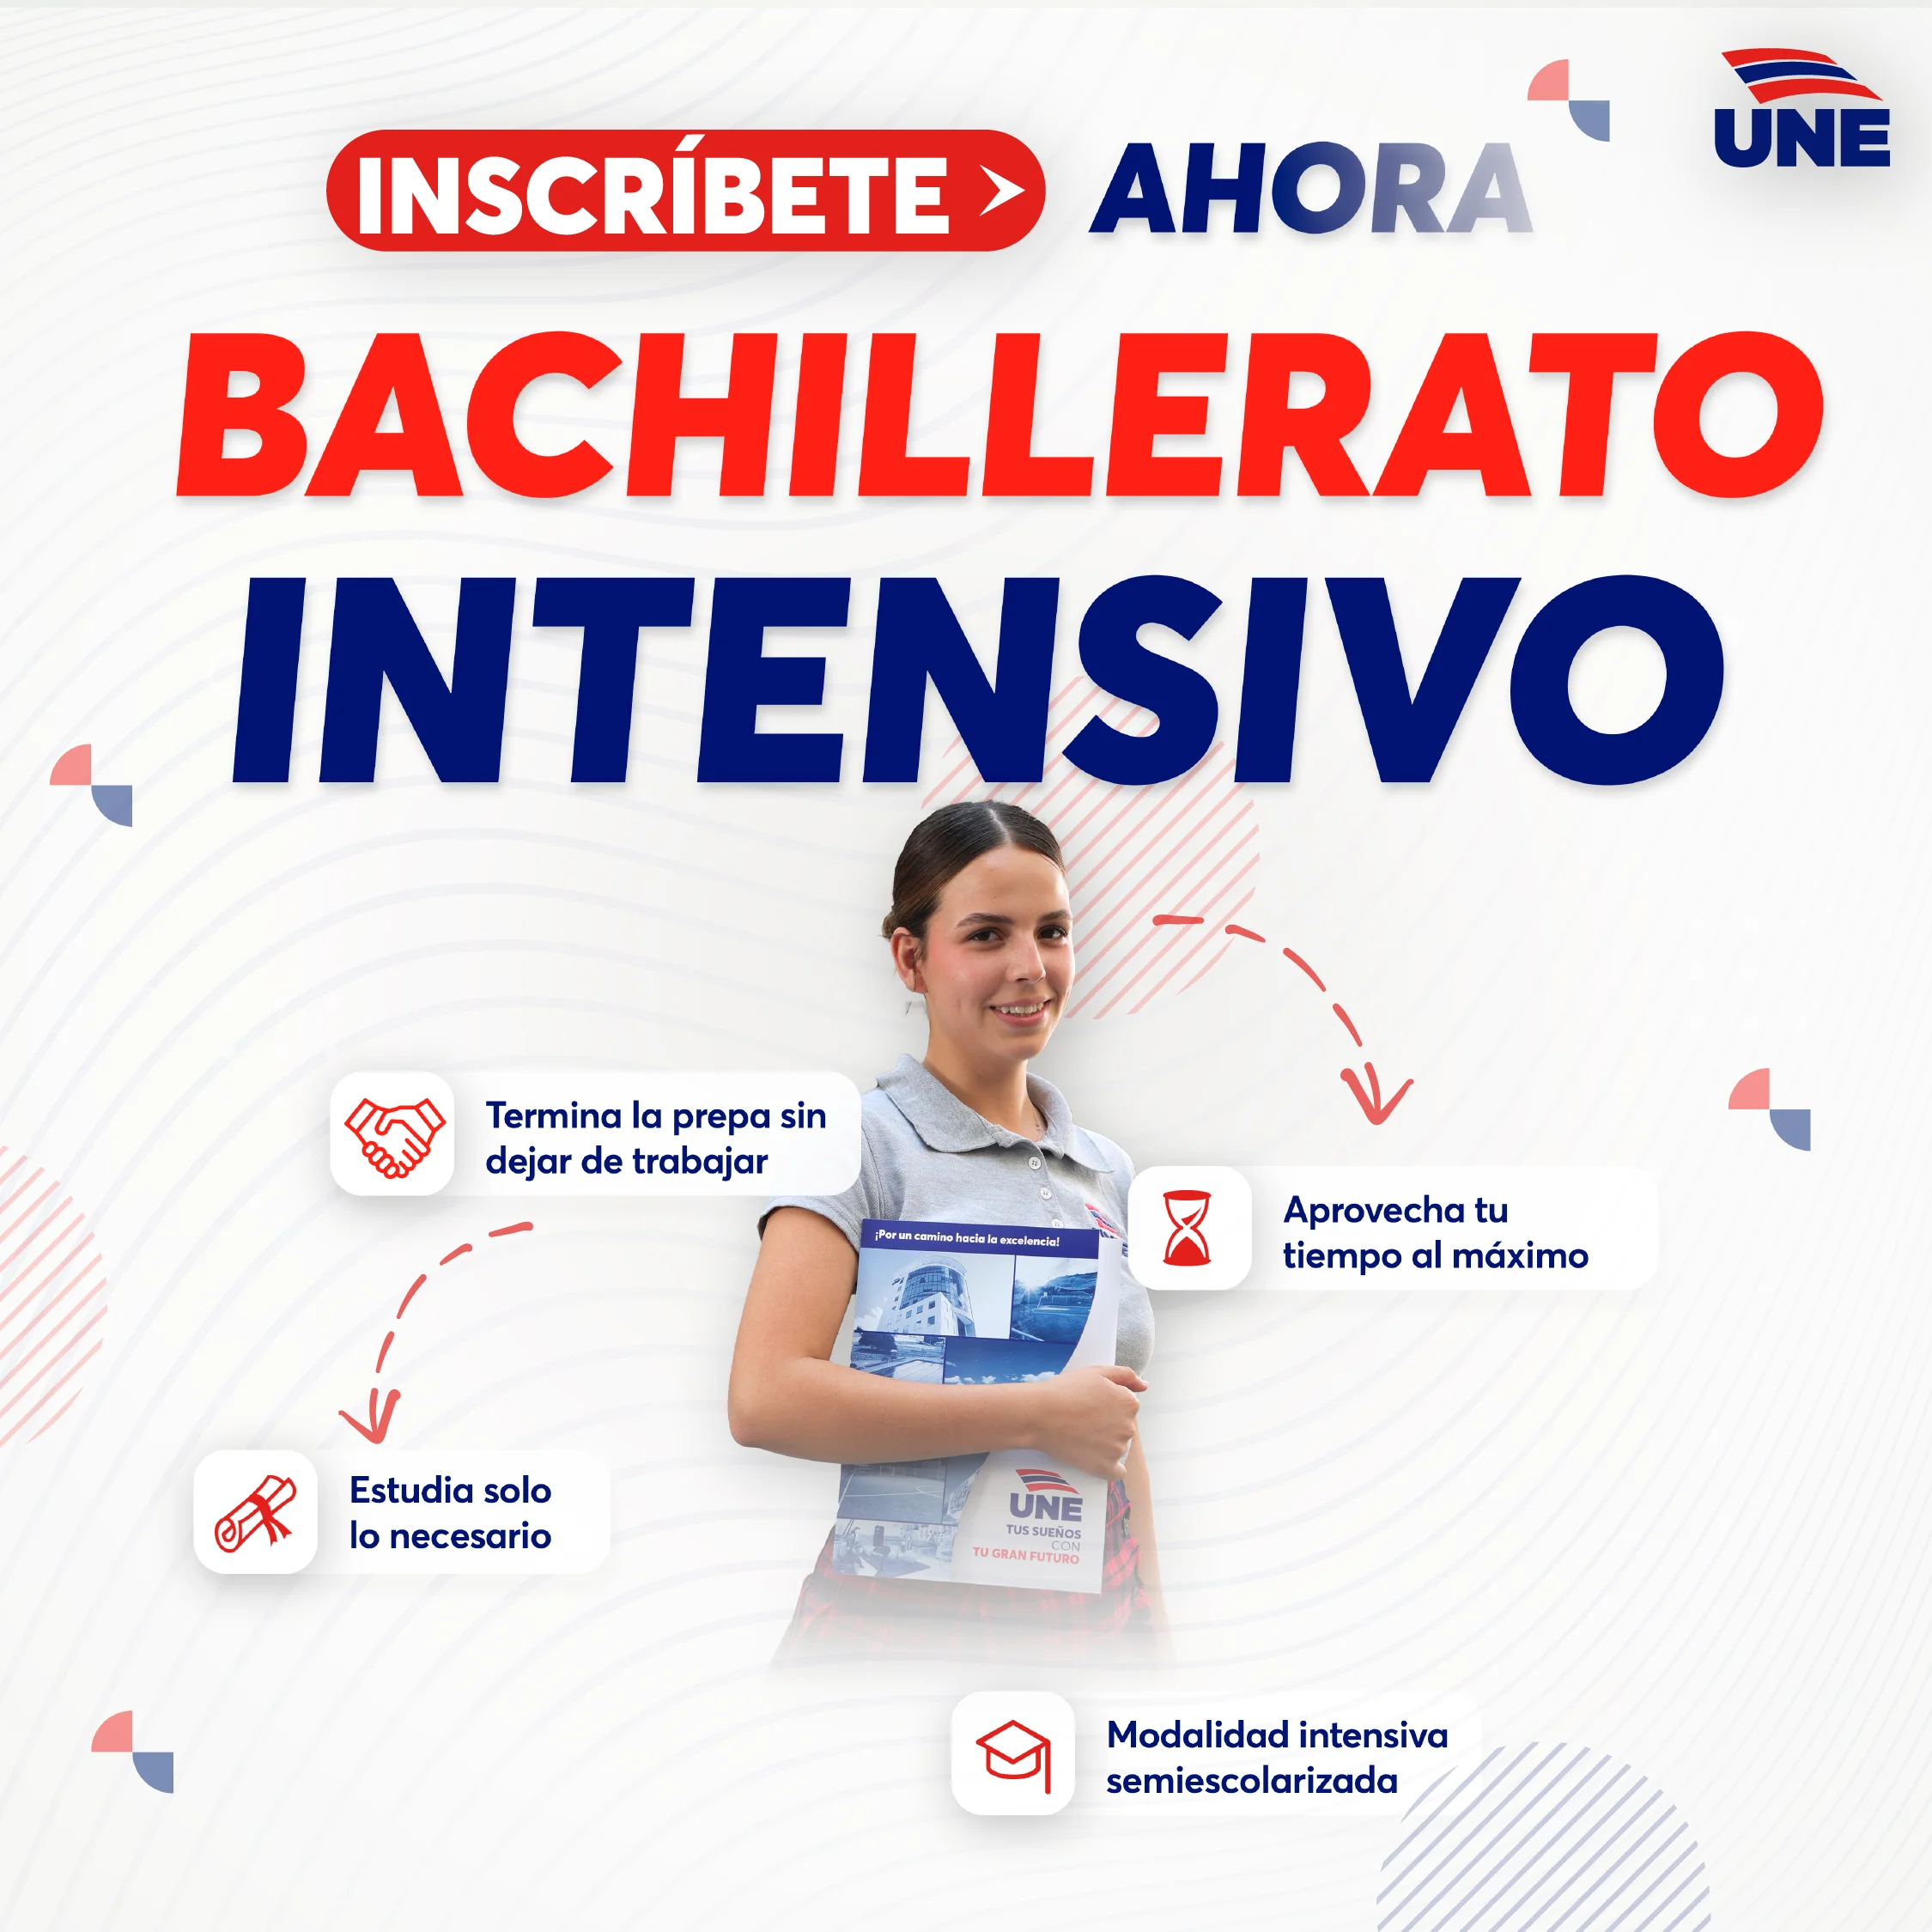 UNE
INSCRÍBETE
AHORA
BACHILLERATO
INTENSIVO
Termina la prepa sin
dejar de trabajar
Aprovecha tu
tiempo al máximo
¡Por un camino hacia la excelencia!
Estudia solo
lo necesario
UNE
TUS SUEÑOS
CON
TU GRAN FUTURO
Modalidad intensiva
semiescolarizada